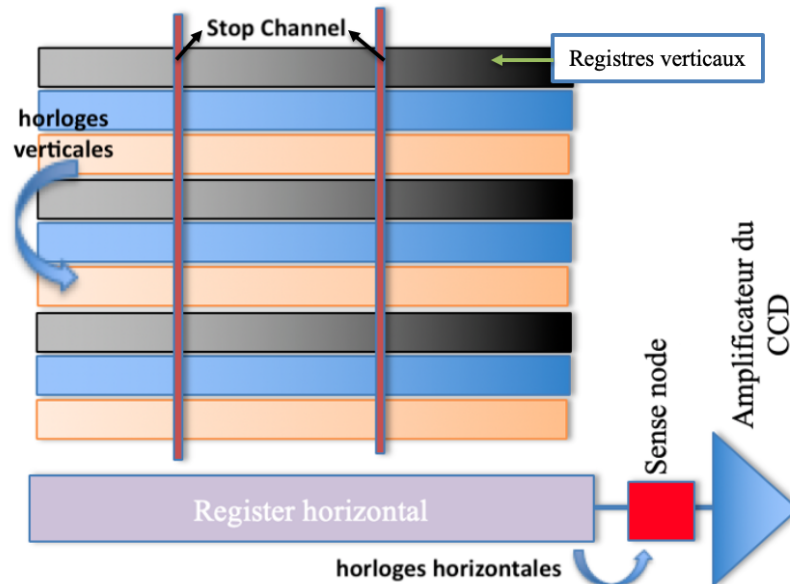 Stop Channel
Registres verticaux
horloges
verticales
Amplificateur du
CCD
Sense node
Register horizontal
horloges horizontales